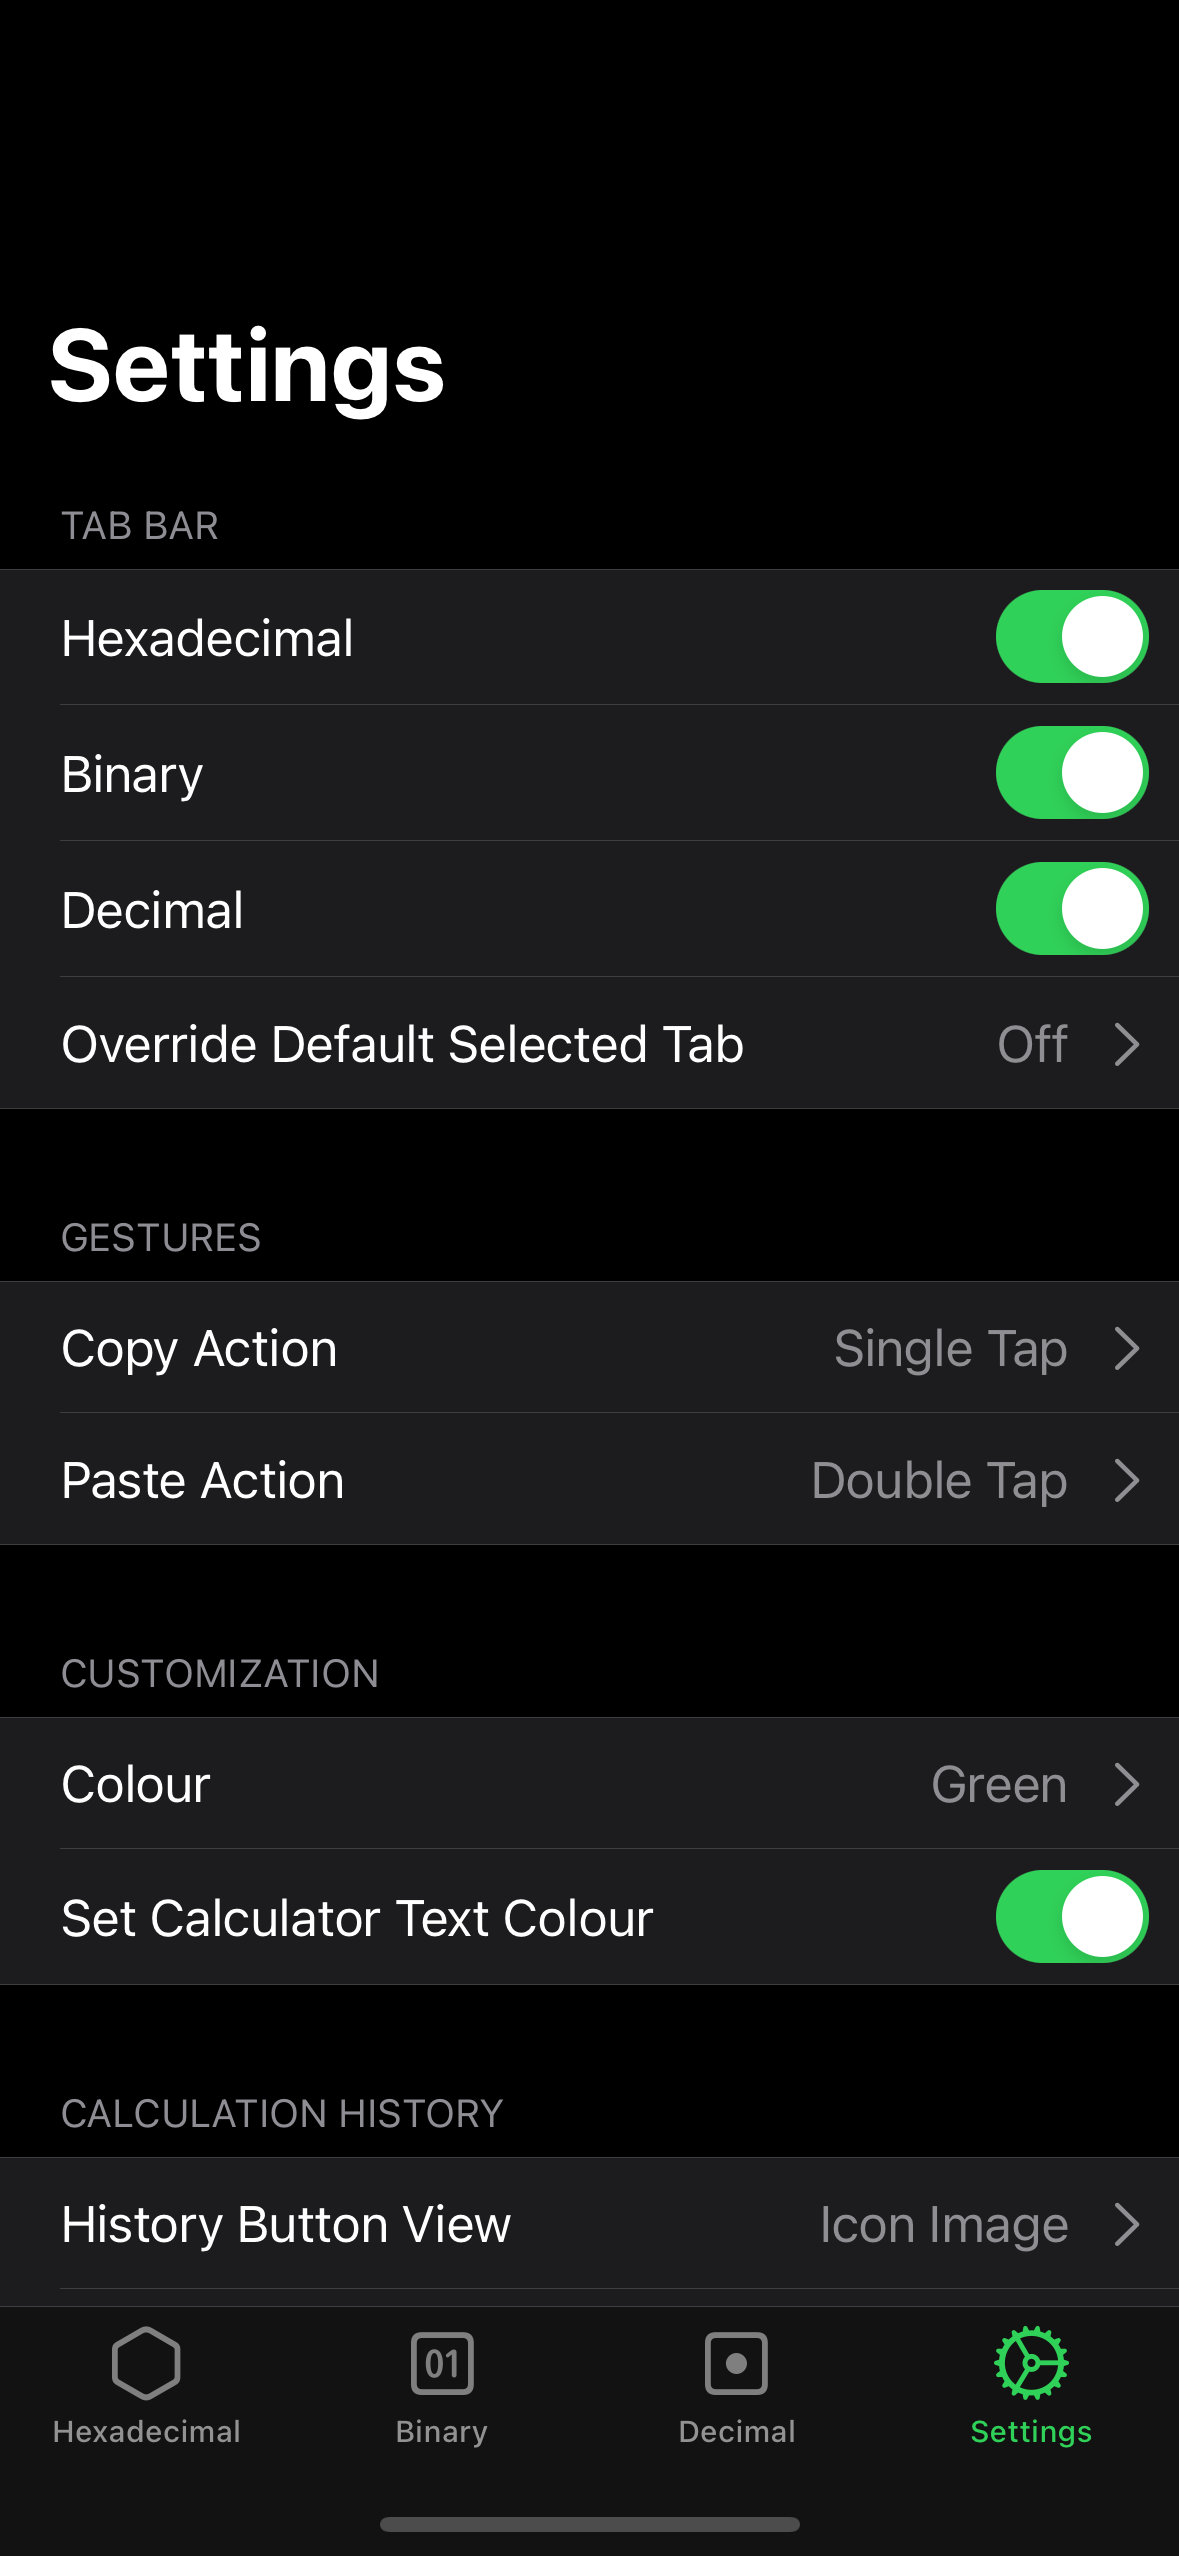 Settings
TAB BAR
Hexadecimal
Binary
Decimal
Override Default Selected Tab Off
GESTURES
Copy Action Single Tap
Paste Action Double Tap
CUSTOMIZATION
Colour Green
Set Calculator Text Colour
CALCULATION HISTORY
History Button View Icon Image
01
Hexadecimal Binary Decimal Settings